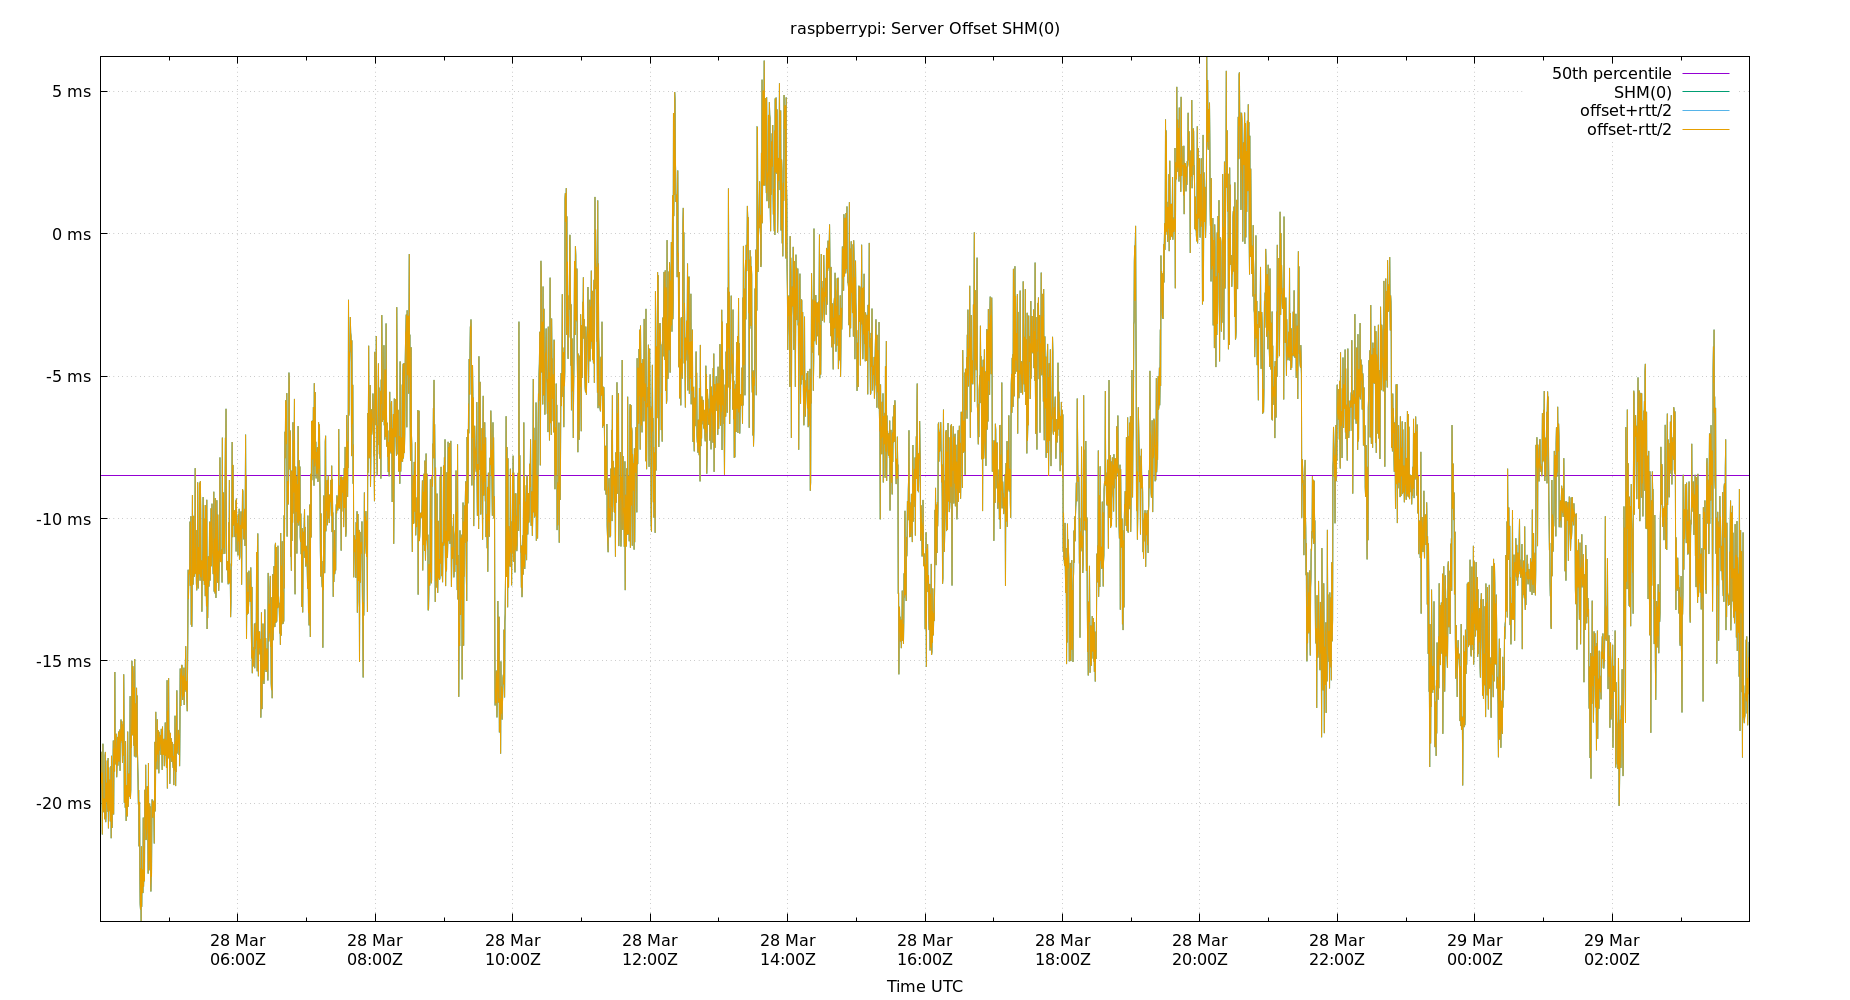 raspberrypi: Server Offset SHM(0)
50th percentile
SHM(0)
offset+rtt/2
offset-rtt/2
5 ms
0 ms
-5 ms
-10 ms
-15 ms
-20 ms
28 Mar 28 Mar 28 Mar 28 Mar 28 Mar 28 Mar 28 Mar 28 Mar 28 Mar 29 Mar 29 Mar
06:00Z 08:00Z 10:00Z 12:00Z 14:00Z 16:00Z 18:00Z 20:00Z 22:00Z 00:00Z 02:00Z
Time UTC